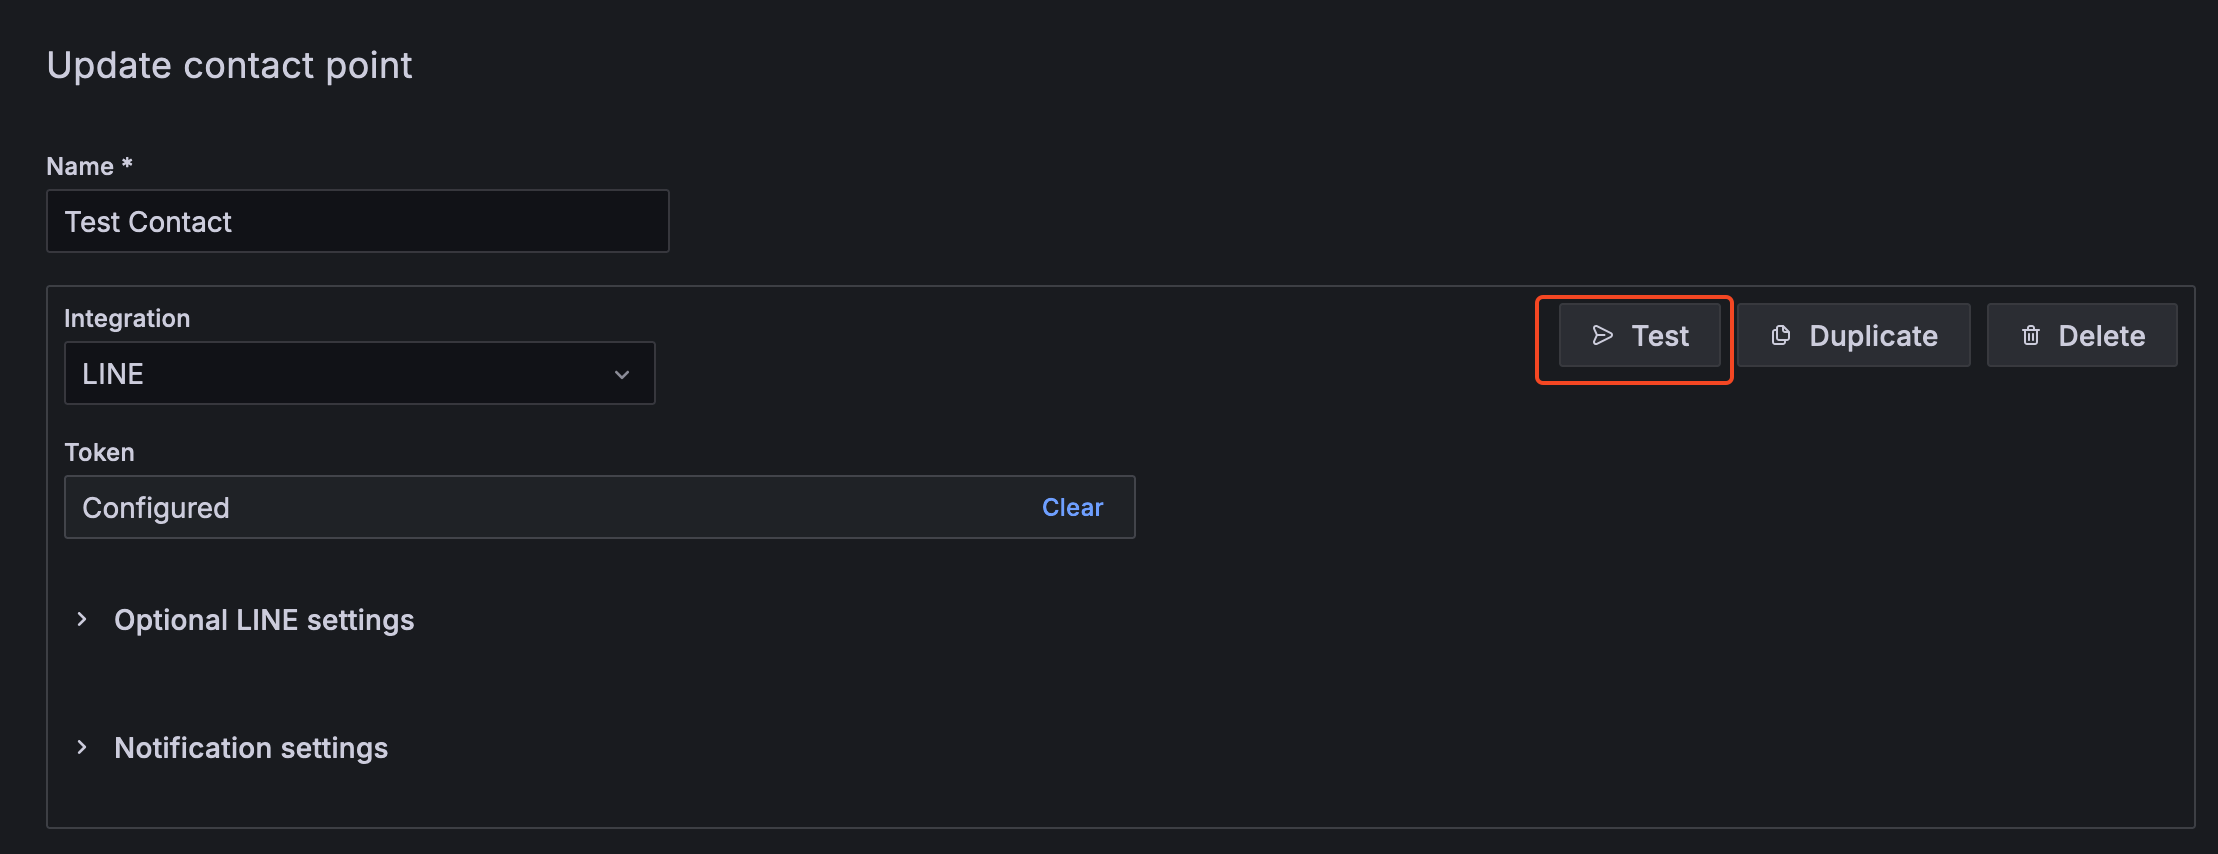 Update contact point
Name *
Test Contact
Integration
LINE
Test
Duplicate
Delete
Token
Configured
Clear
Optional LINE settings
Notification settings